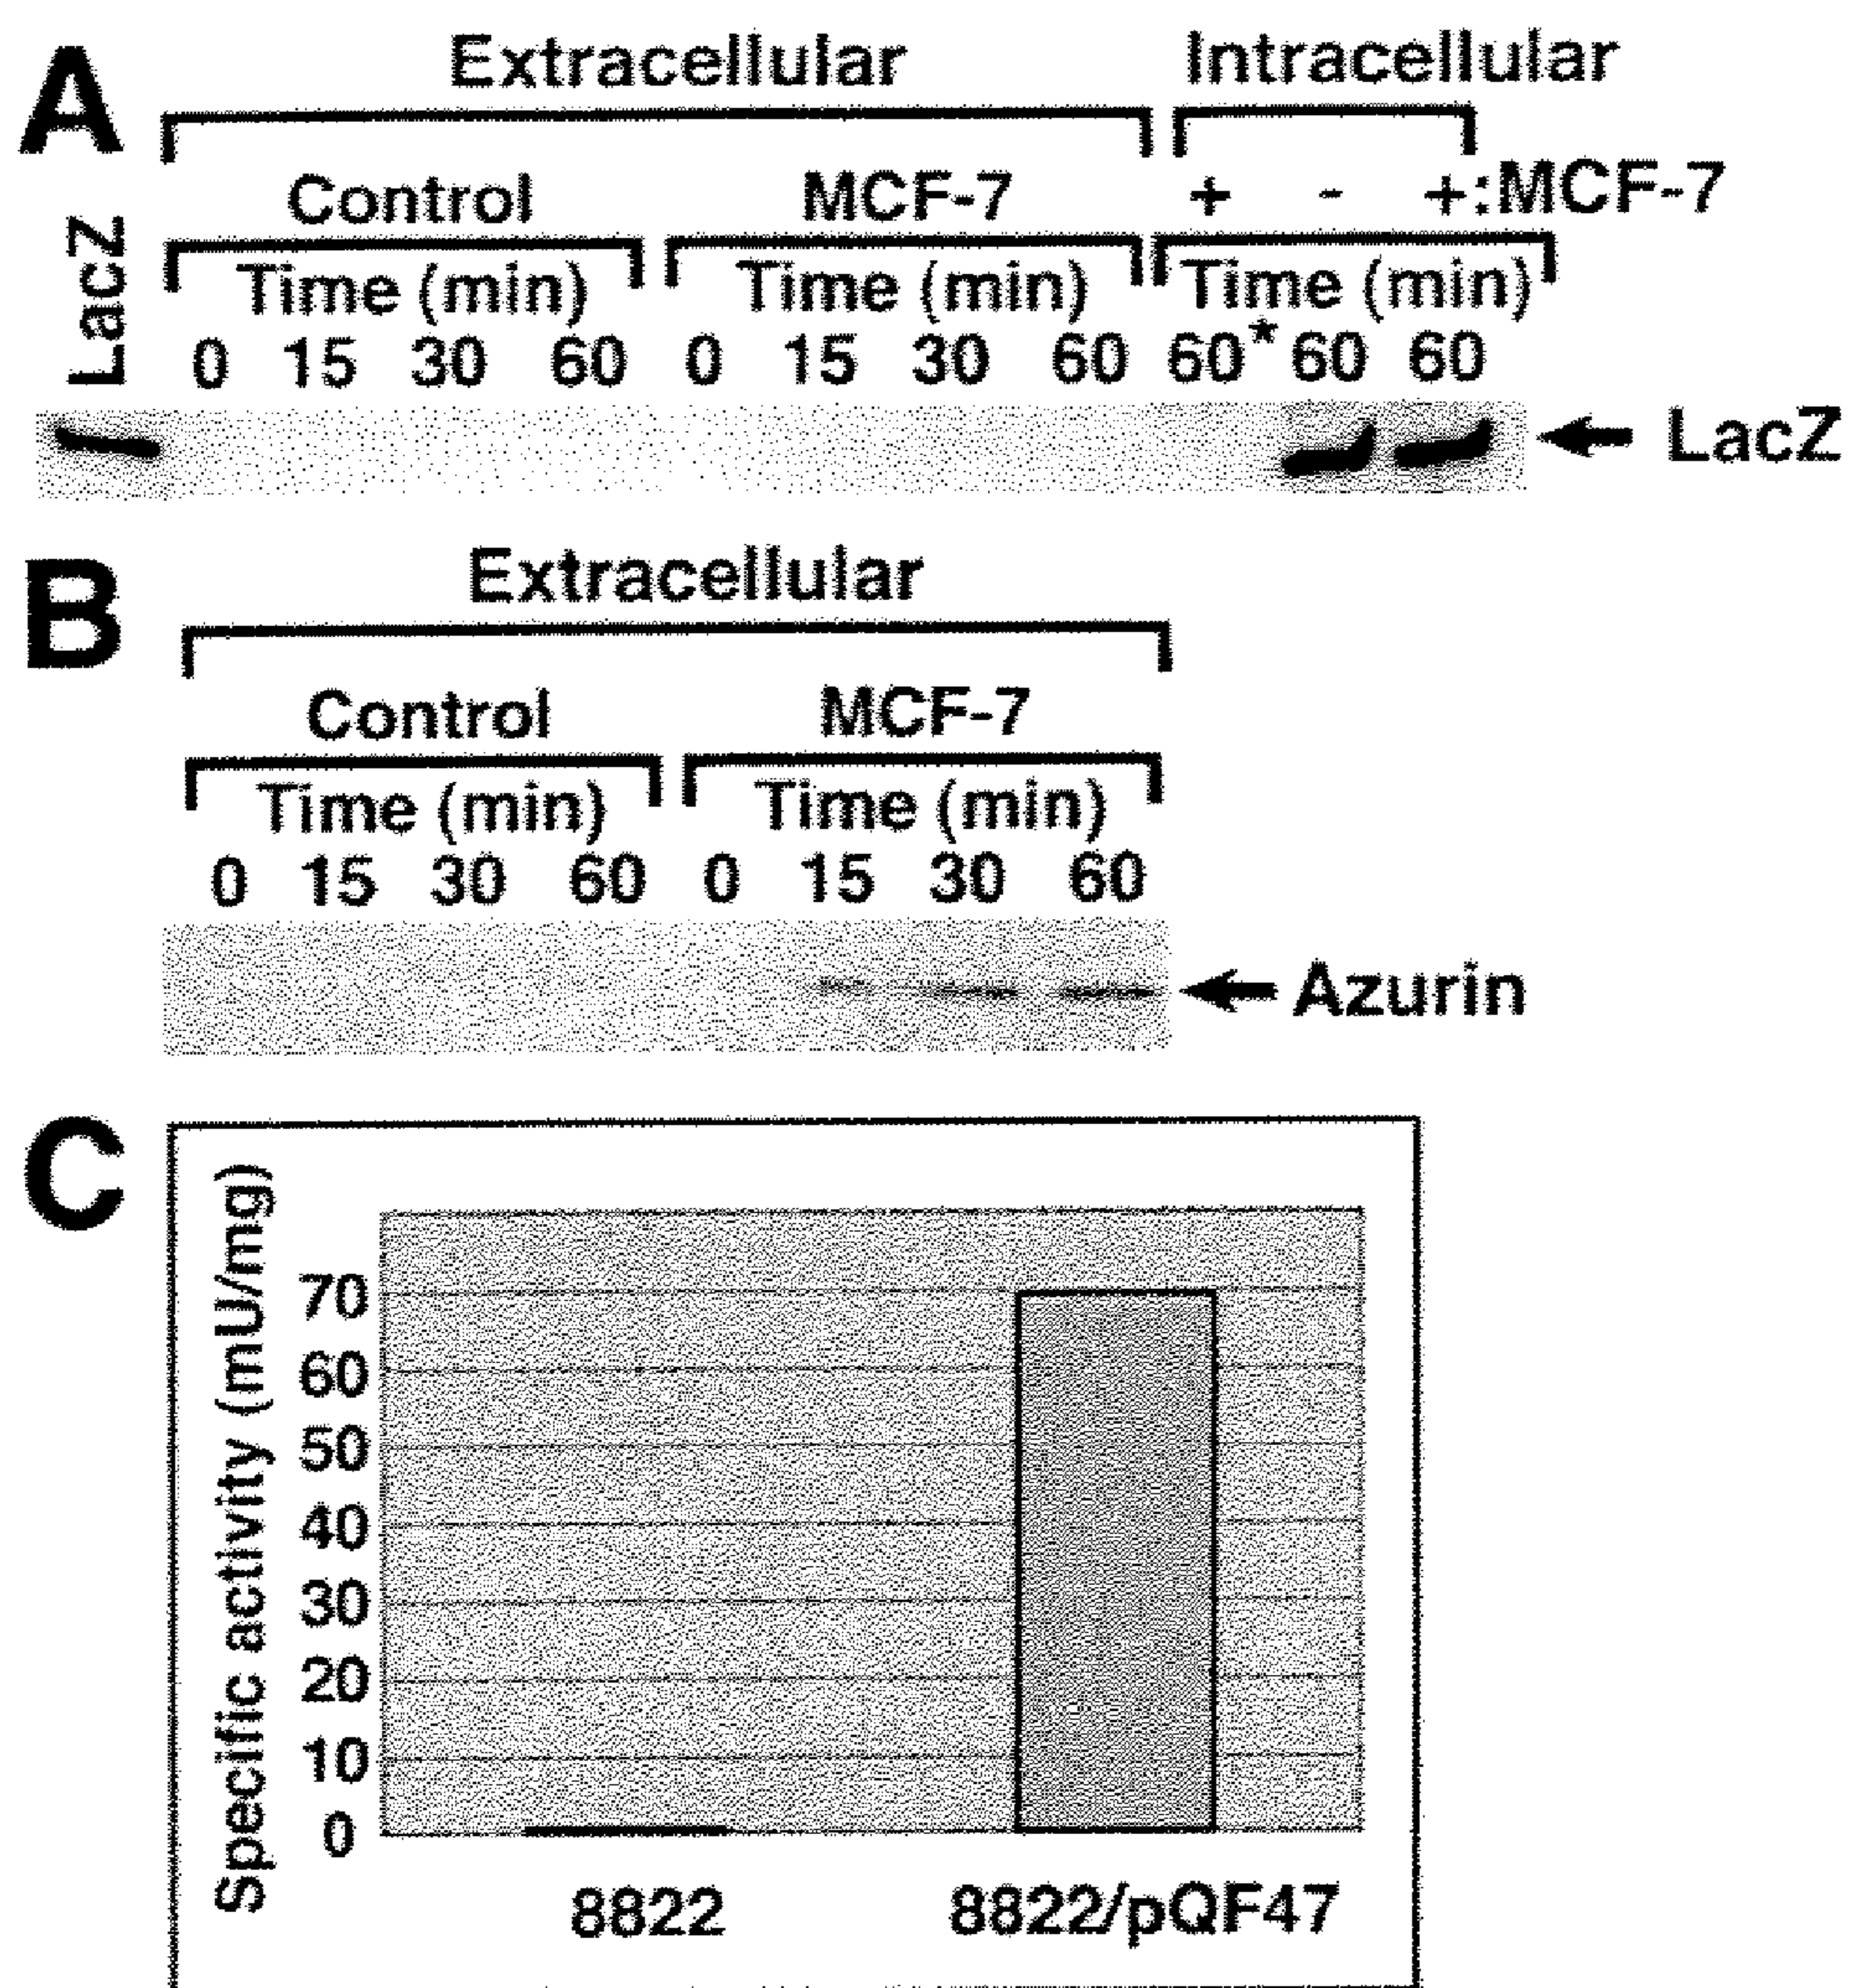 A
Extracellular Intracellular
Control MCF-7 + - +:MCF-7
LacZ
Time (min) Time (min) Time (min)
0 15 30 60 0 15 30 60 60* 60 60
LacZ
B
Extracellular
Control MCF-7
Time (min) Time (min)
0 15 30 60 0 15 30 60
Azurin
C
Specific activity (mU/mg)
70
60
50
40
30
20
10
0
8822 8822/pQF47